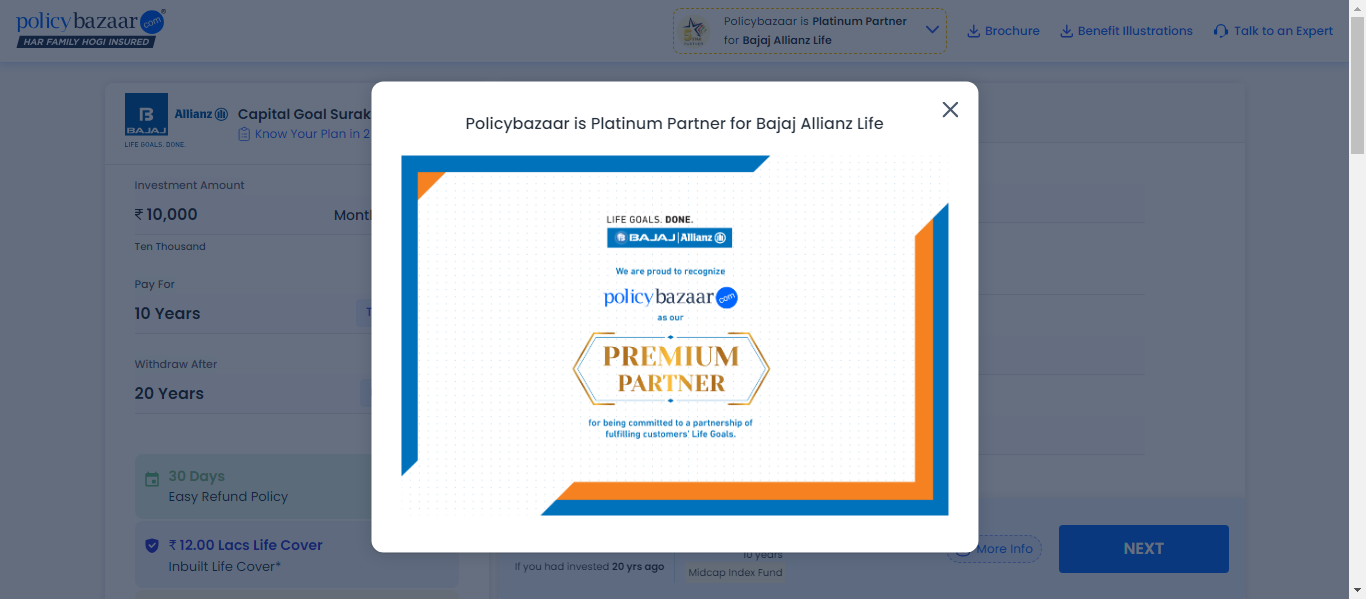 policybazaar.com
HAR FAMILY HOGI INSURED
Policybazaar is Platinum Partner
for Bajaj Allianz Life
Brochure
Benefit Illustrations
Talk to an Expert
B
BAJAJ
Allianz
LIFE GOALS. DONE.
Capital Goal Surak
Know Your Plan in 2
Investment Amount
₹ 10,000
Mont
Ten Thousand
Pay For
10 Years
T
Withdraw After
20 Years
30 Days
Easy Refund Policy
₹ 12.00 Lacs Life Cover
Inbuilt Life Cover*
Policybazaar is Platinum Partner for Bajaj Allianz Life
LIFE GOALS. DONE.
BAJAJ | Allianz
We are proud to recognize
policybazaar.com
as our
PREMIUM
PARTNER
for being committed to a partnership of
fulfilling customers' Life Goals.
10 years
If you had invested 20 yrs ago
Midcap Index Fund
More Info
NEXT